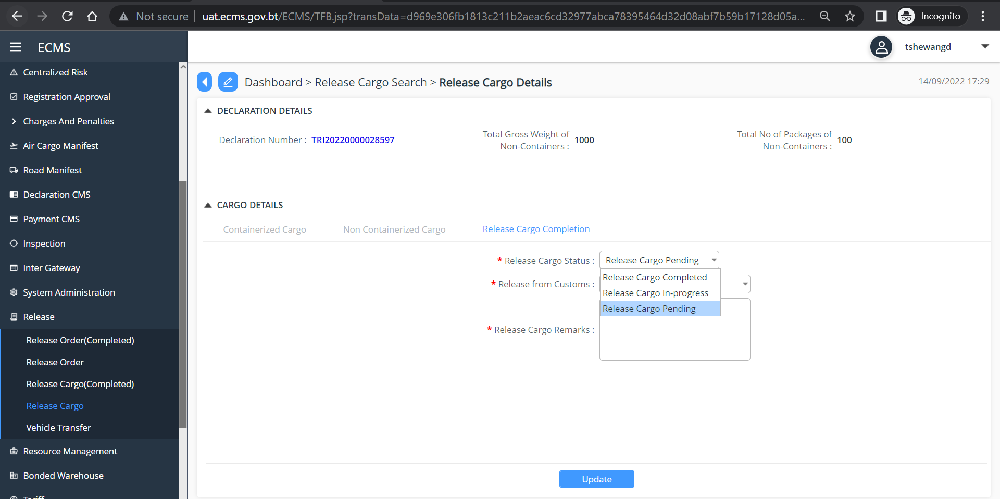 Not secure
uat.ecms.gov.bt/ECMS/TFB.jsp?transData=d969e306fb1813c211b2aeac6cd32977abca78395464d32d08abf7b59b17128d05a...
Incognito
ECMS
tshewangd
Centralized Risk
Registration Approval
Charges And Penalties
Air Cargo Manifest
Road Manifest
Declaration CMS
Payment CMS
Inspection
Inter Gateway
System Administration
Release
Release Order(Completed)
Release Order
Release Cargo(Completed)
Release Cargo
Vehicle Transfer
Resource Management
Bonded Warehouse
Tariff
Dashboard > Release Cargo Search > Release Cargo Details
14/09/2022 17:29
DECLARATION DETAILS
Declaration Number : TRI20220000028597
Total Gross Weight of
Non-Containers : 1000
Total No of Packages of
Non-Containers : 100
CARGO DETAILS
Containerized Cargo
Non Containerized Cargo
Release Cargo Completion
* Release Cargo Status : Release Cargo Pending
Release Cargo Completed
Release Cargo In-progress
Release Cargo Pending
* Release from Customs :
* Release Cargo Remarks :
Update